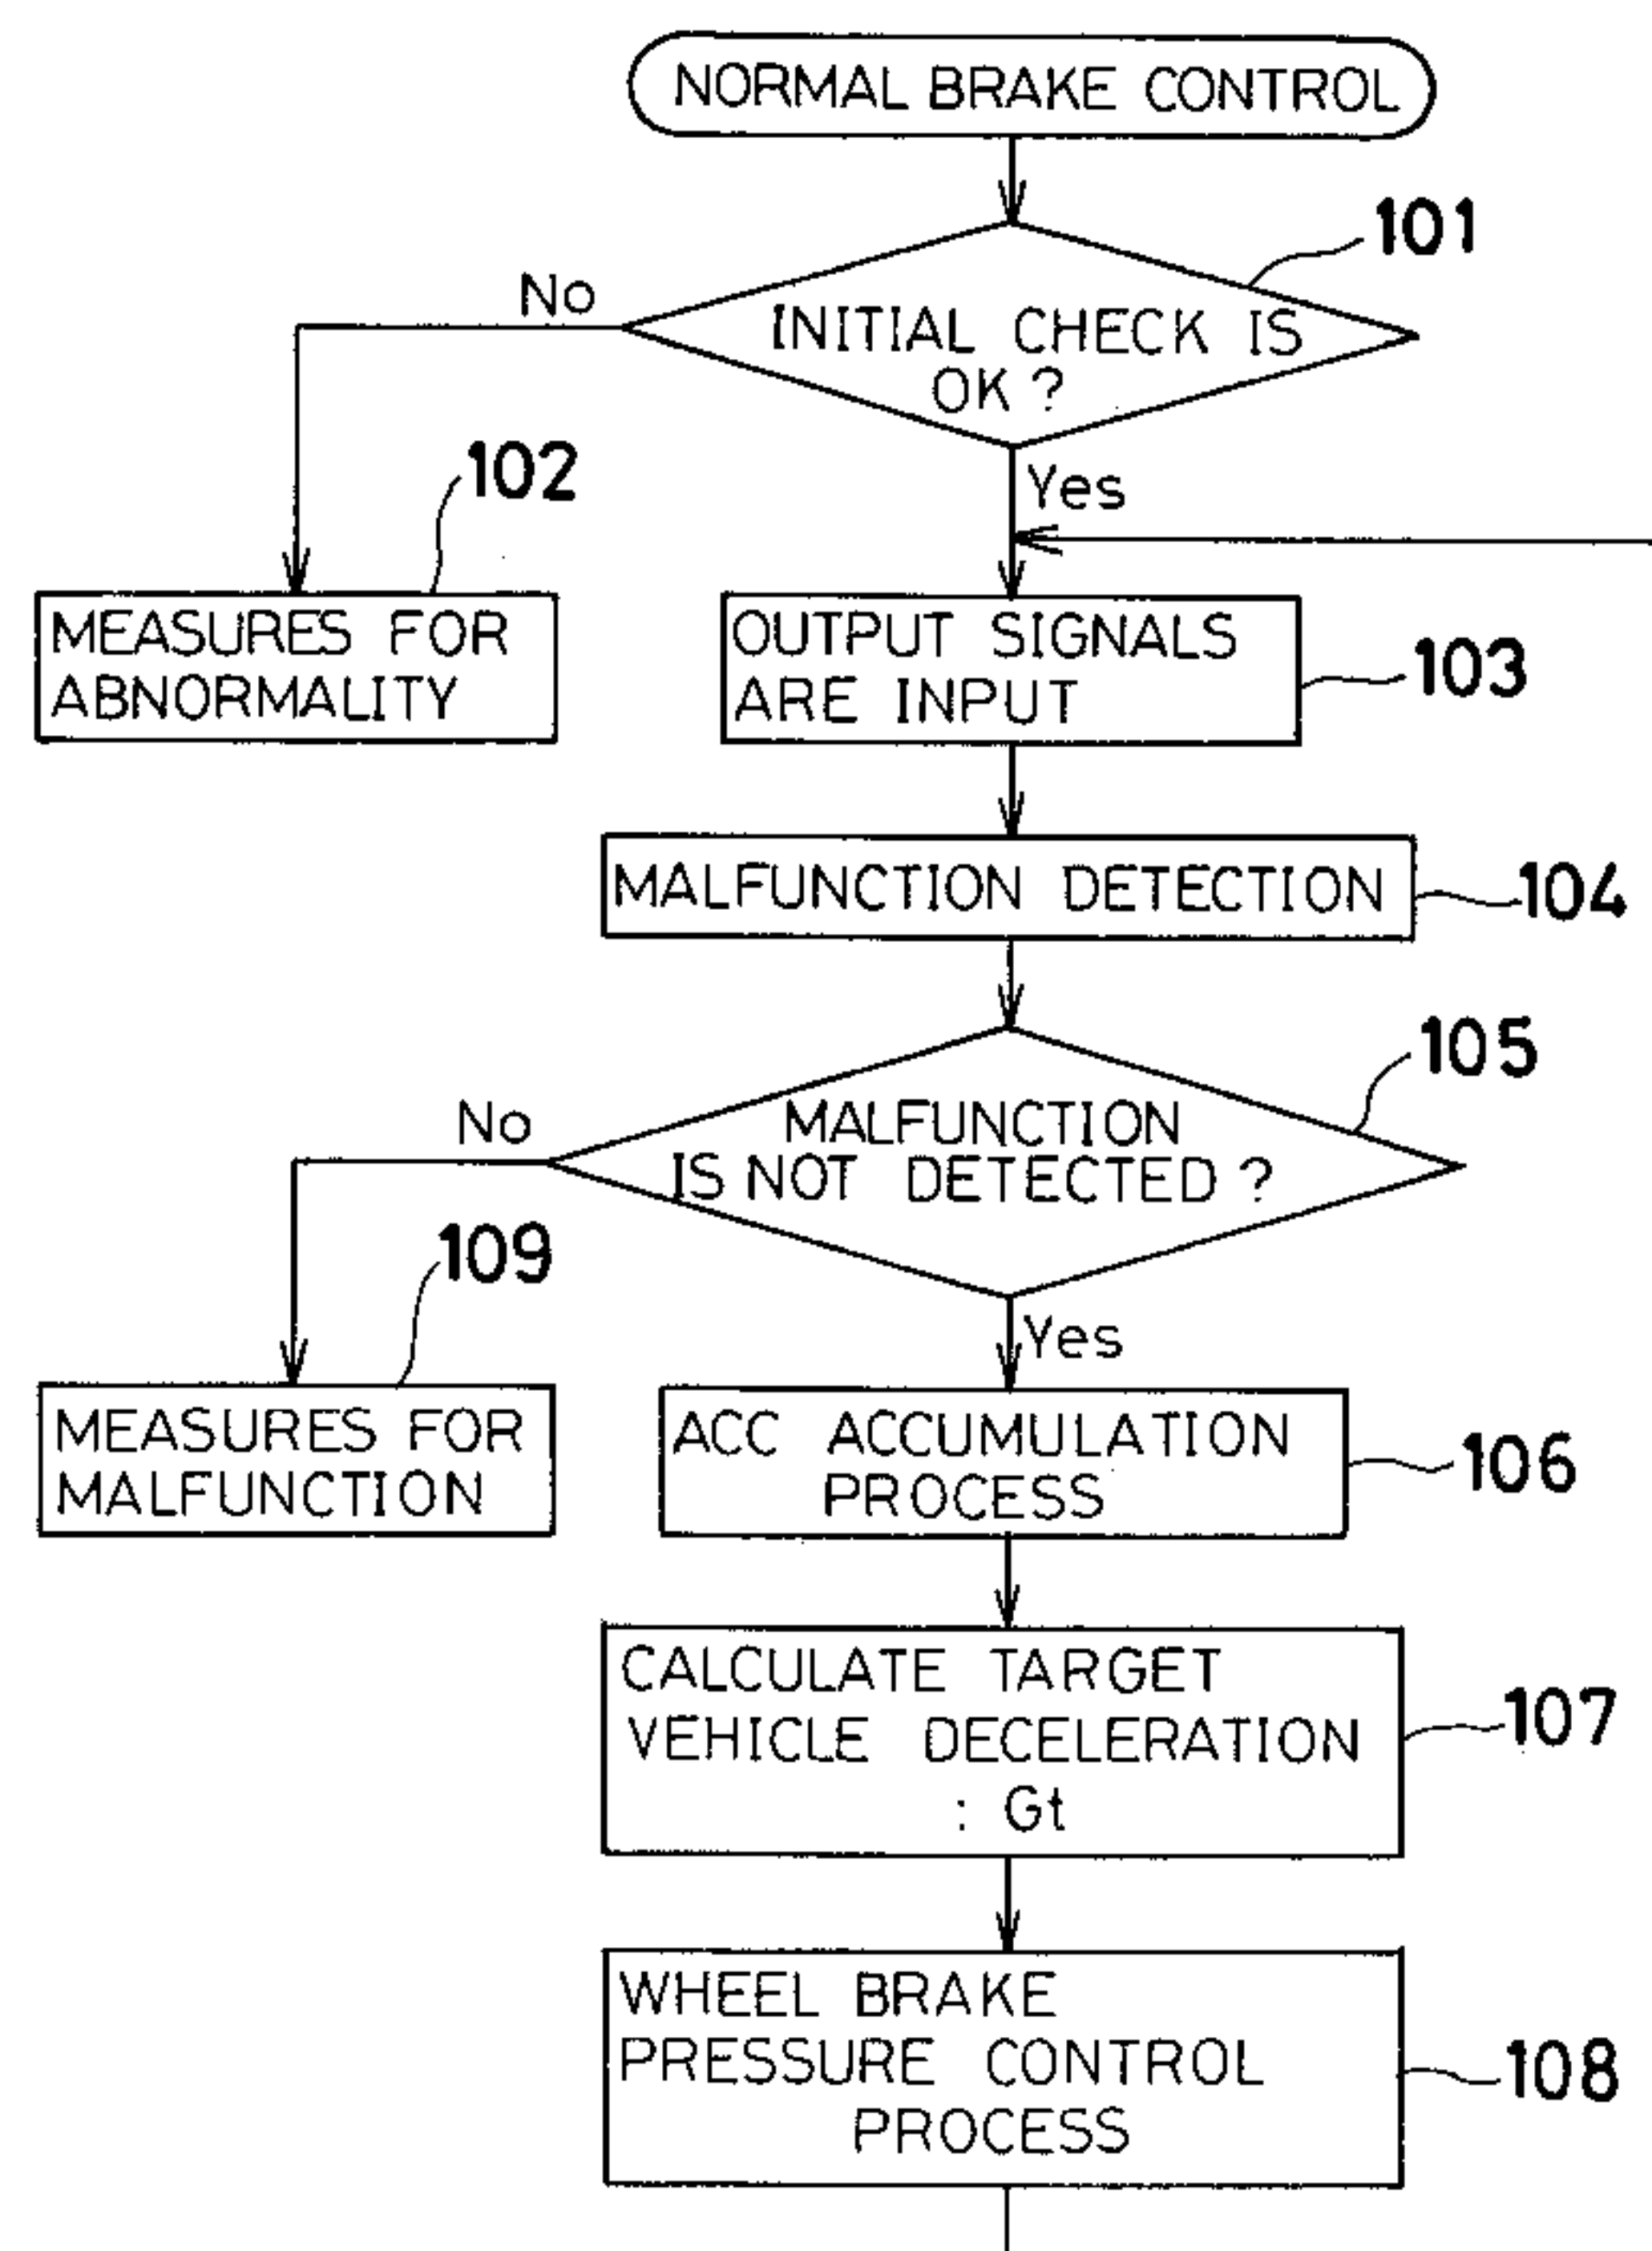 NORMAL BRAKE CONTROL
101
No
INITIAL CHECK IS
OK?
102
Yes
MEASURES FOR
ABNORMALITY
OUTPUT SIGNALS
ARE INPUT
103
MALFUNCTION DETECTION
104
105
No
MALFUNCTION
IS NOT DETECTED?
109
Yes
MEASURES FOR
MALFUNCTION
ACC ACCUMULATION
PROCESS
106
CALCULATE TARGET
VEHICLE DECELERATION
: Gt
107
WHEEL BRAKE
PRESSURE CONTROL
PROCESS
108